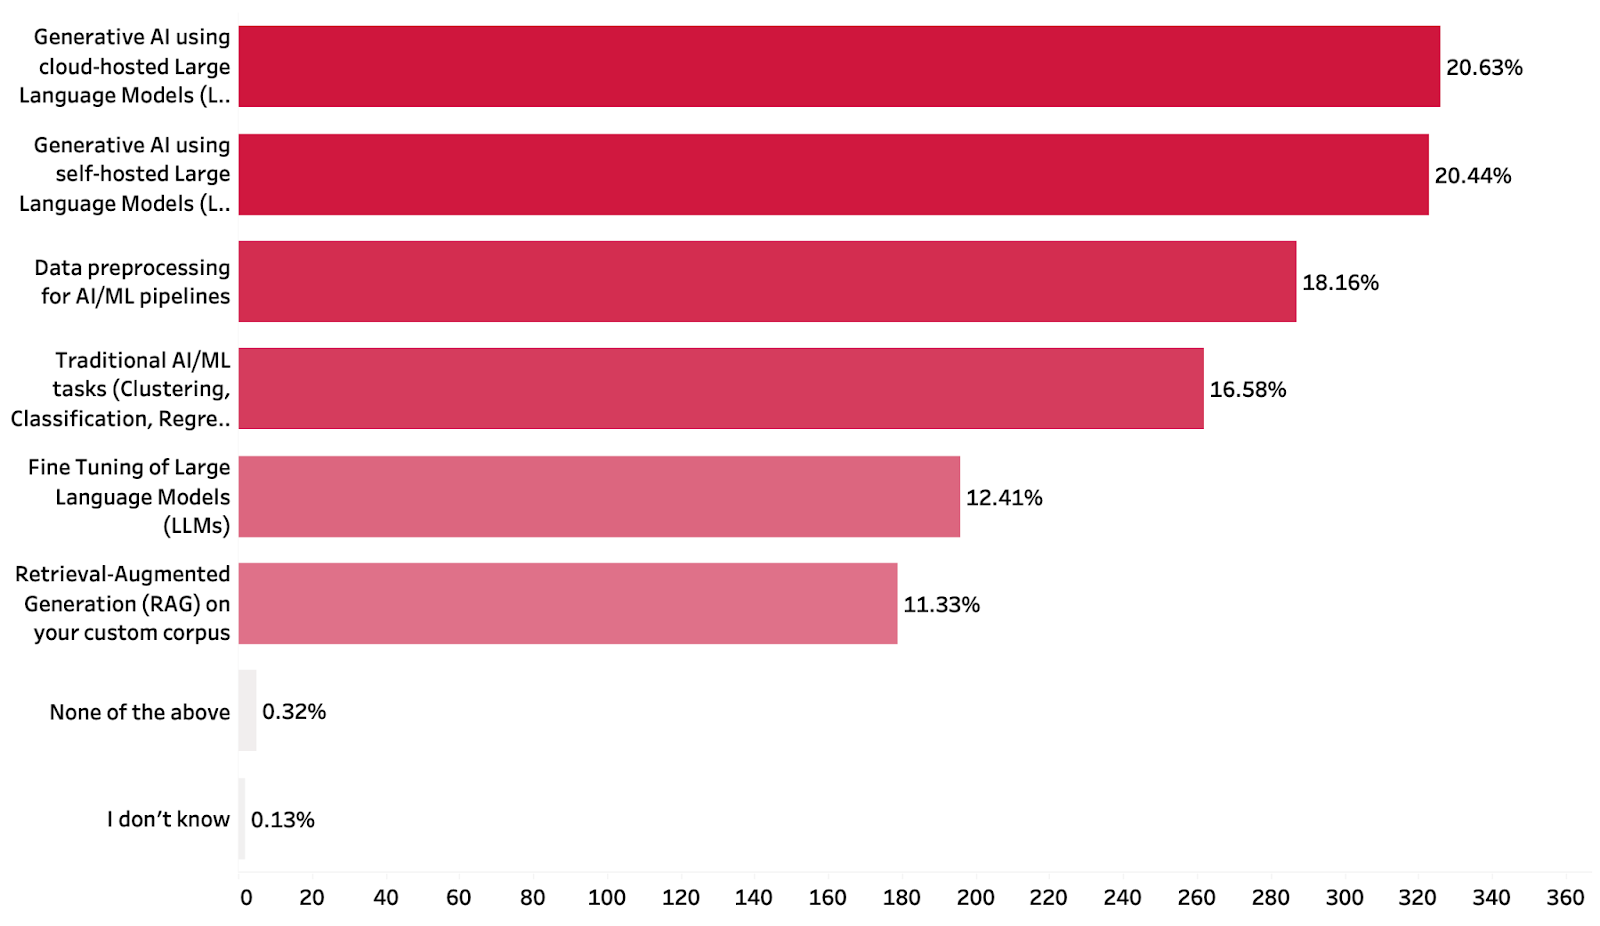 Generative AI using
cloud-hosted Large
Language Models (L..
20.63%
Generative AI using
self-hosted Large
Language Models (L..
20.44%
Data preprocessing
for AI/ML pipelines
18.16%
Traditional AI/ML
tasks (Clustering,
Classification, Regre..
16.58%
Fine Tuning of Large
Language Models
(LLMs)
12.41%
Retrieval-Augmented
Generation (RAG) on
your custom corpus
11.33%
None of the above
0.32%
I don’t know
0.13%
0 20 40 60 80 100 120 140 160 180 200 220 240 260 280 300 320 340 360